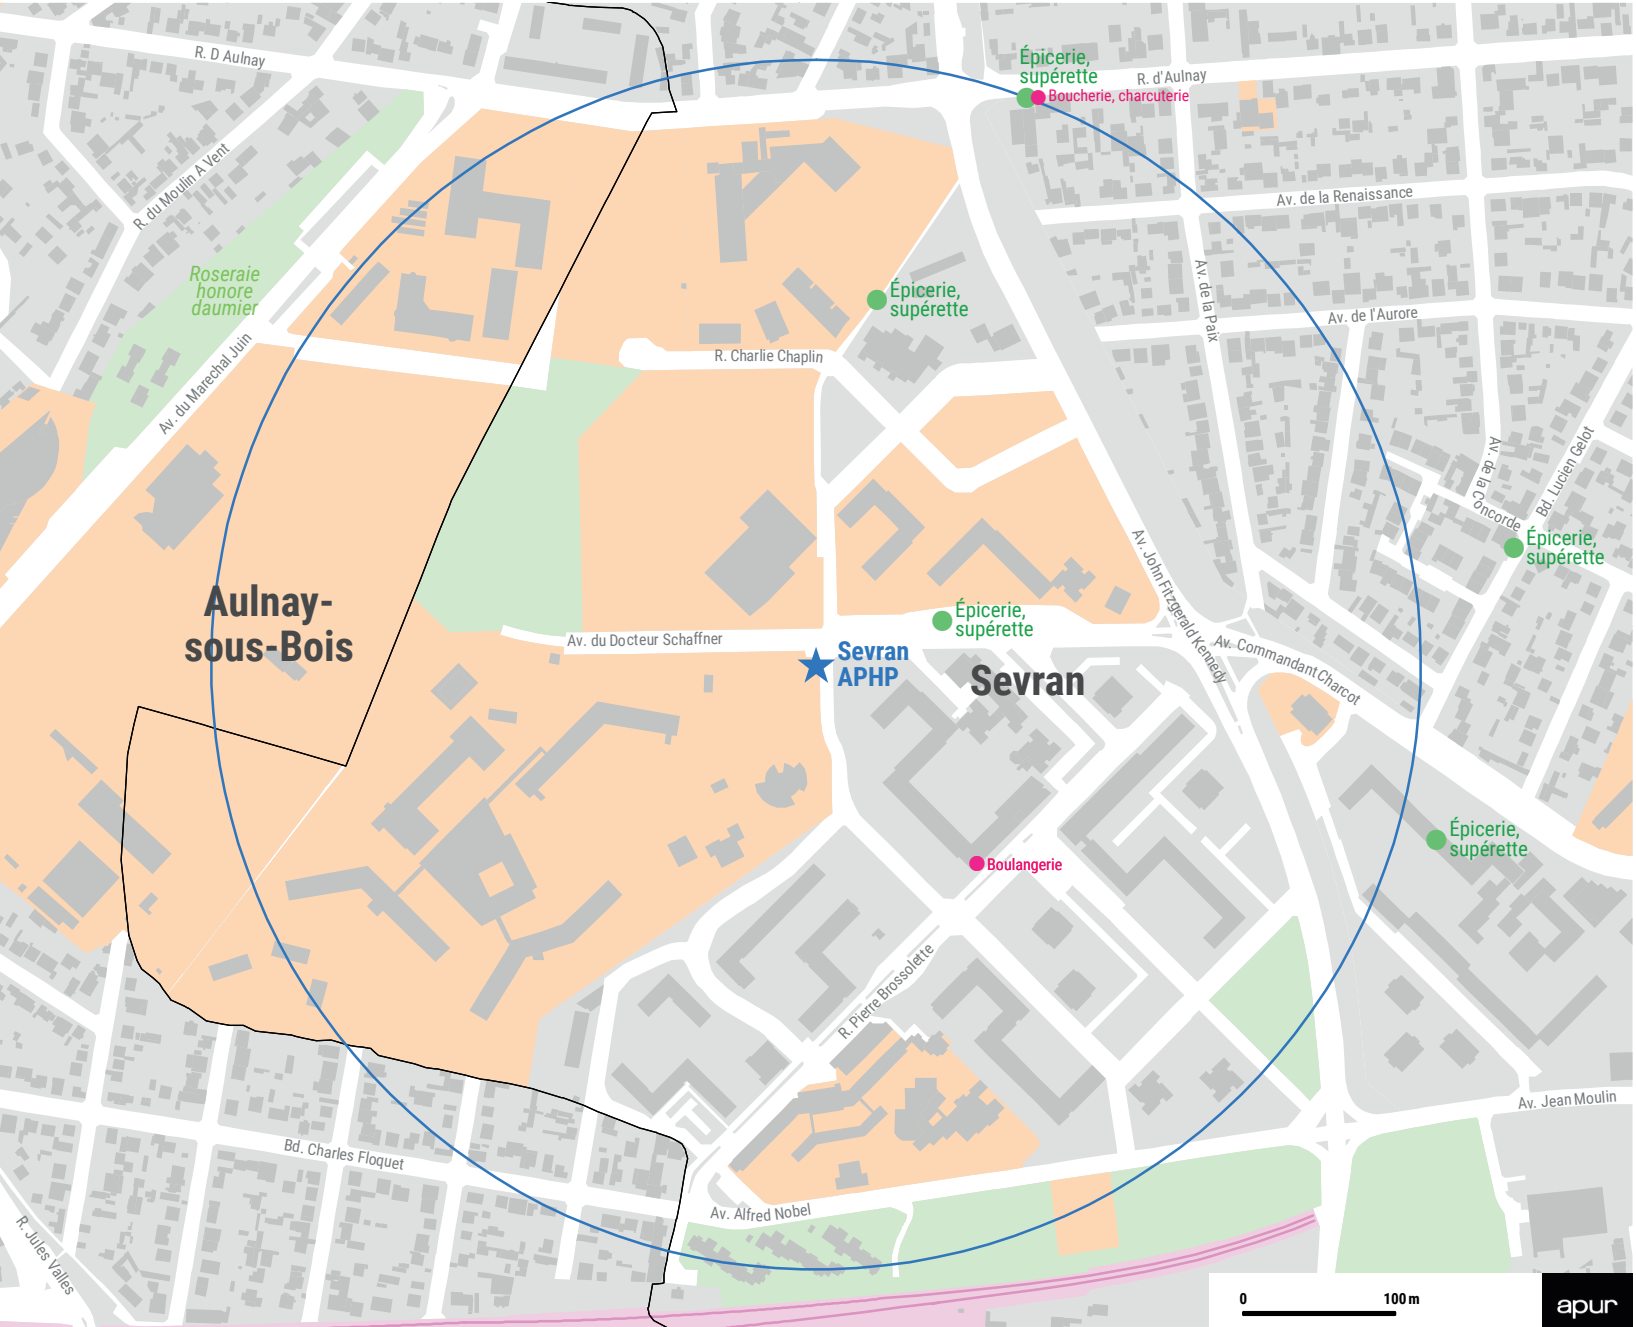 R. D Aulnay
Épicerie,
supérette
R. d'Aulnay
Boucherie, charcuterie
R. du Moulin A Vent
Av. de la Renaissance
Roseraie
honore
daumier
Épicerie,
supérette
Av. de la Paix
Av. de l'Aurore
Av. du Marechal Juin
R. Charlie Chaplin
Av. de la Concorde
Bd. Lucien Gelot
Épicerie,
supérette
Av. John Fitzgerald Kennedy
Aulnay-
sous-Bois
Épicerie,
supérette
Av. du Docteur Schaffner
Sevran
APHP
Sevran
Av. Commandant Charcot
Épicerie,
supérette
Boulangerie
R. Pierre Brossolette
Av. Jean Moulin
Bd. Charles Floquet
Av. Alfred Nobel
R. Jules Valles
0 100 m
apur